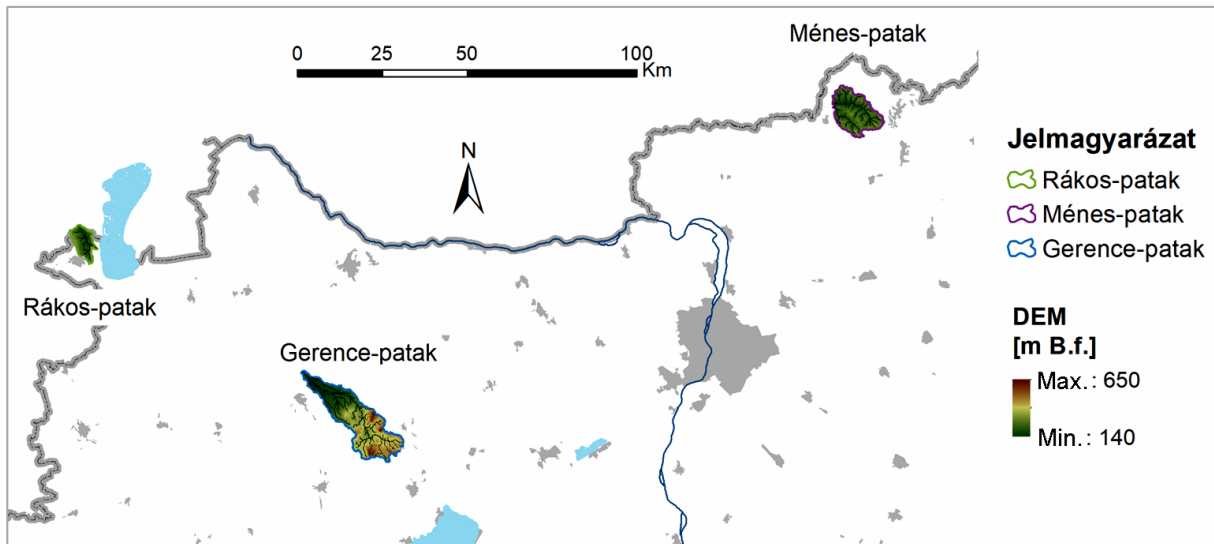 Ménes-patak
0 25 50 100
Km
N
Jelmagyarázat
Rákos-patak
Ménes-patak
Gerence-patak
Rákos-patak
Gerence-patak
DEM
[m B.f.]
Max.: 650
Min.: 140